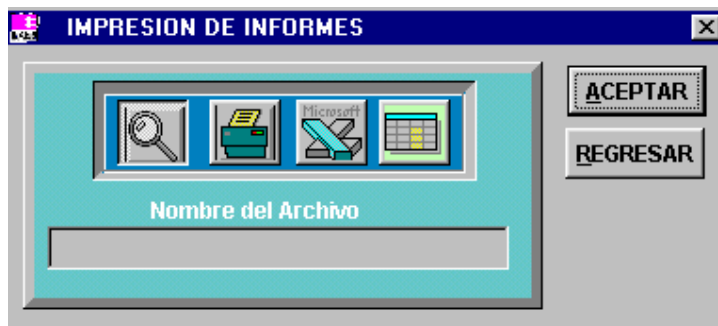 IMPRESION DE INFORMES
Microsoft
ACEPTAR
REGRESAR
Nombre del Archivo